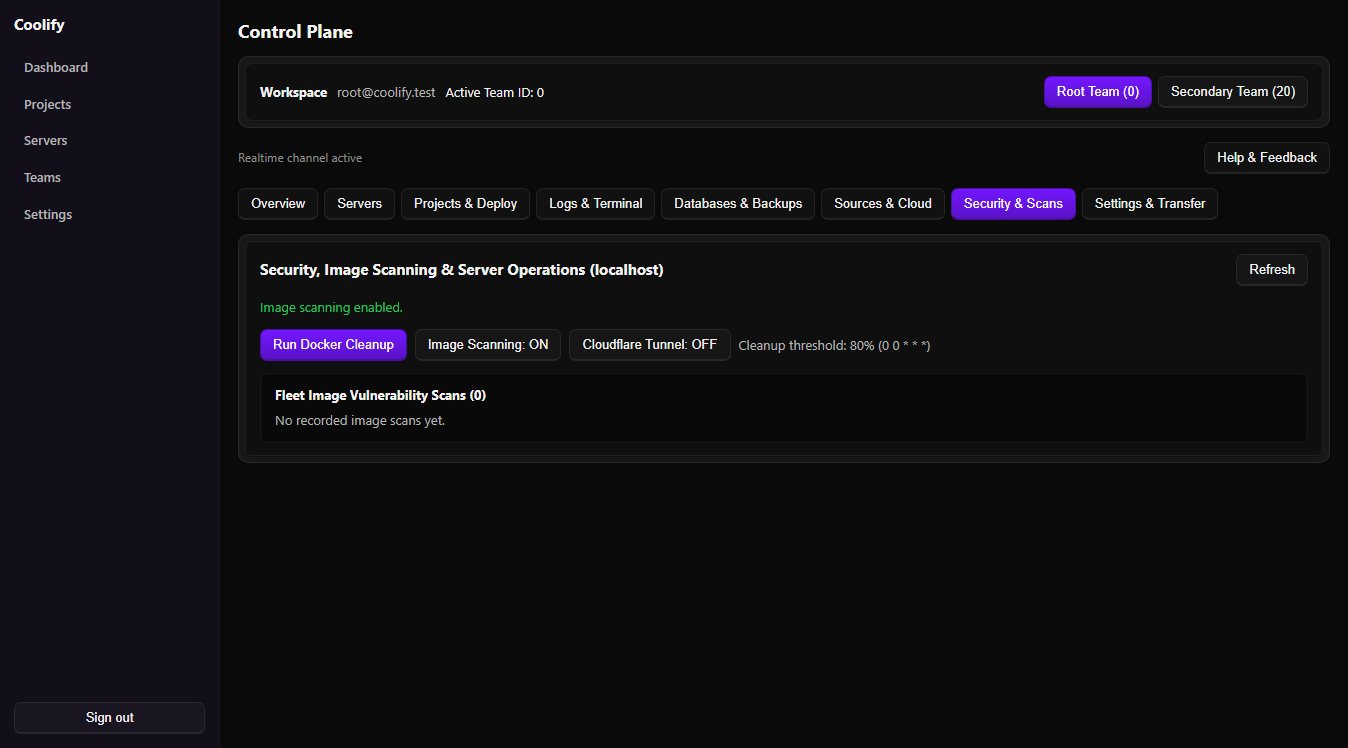 Coolify
Dashboard
Projects
Servers
Teams
Settings
Sign out
Control Plane
Workspace root@coolify.test Active Team ID: 0
Root Team (0) Secondary Team (20)
Realtime channel active
Help & Feedback
Overview Servers Projects & Deploy Logs & Terminal Databases & Backups Sources & Cloud Security & Scans Settings & Transfer
Security, Image Scanning & Server Operations (localhost)
Refresh
Image scanning enabled.
Run Docker Cleanup Image Scanning: ON Cloudflare Tunnel: OFF Cleanup threshold: 80% (0 0 * * *)
Fleet Image Vulnerability Scans (0)
No recorded image scans yet.